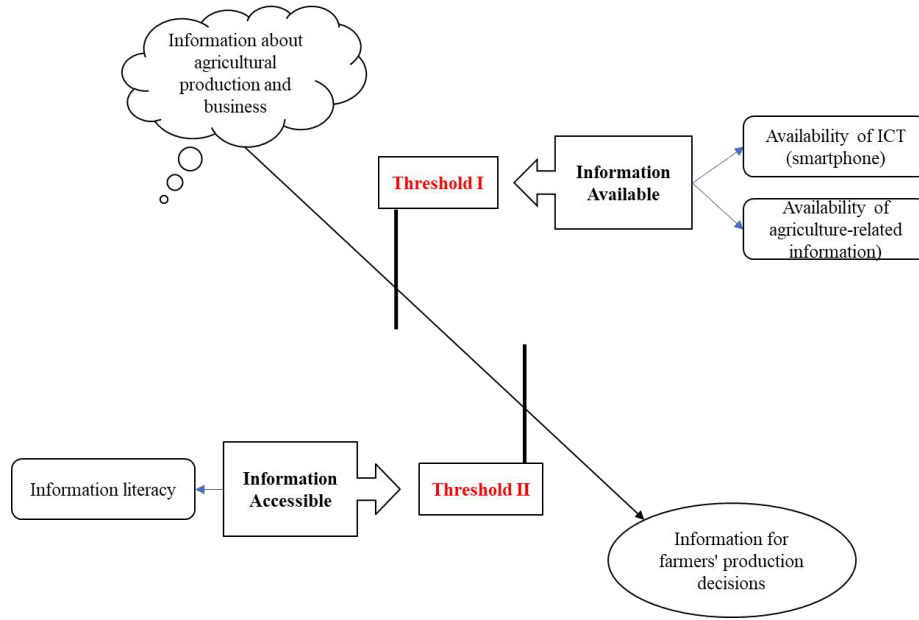 Information about
agricultural
production and
business
Threshold I
Information
Available
Availability of ICT
(smartphone)
Availability of
agriculture-related
information)
Information literacy
Information
Accessible
Threshold II
Information for
farmers' production
decisions